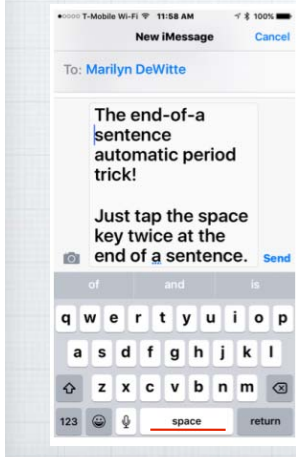 T-Mobile Wi-Fi 11:58 AM 100%
New iMessage Cancel
To: Marilyn DeWitte
The end-of-a
sentence
automatic period
trick!
Just tap the space
key twice at the
end of a sentence. Send
of and is
q w e r t y u i o p
a s d f g h j k l
z x c v b n m
123 space return